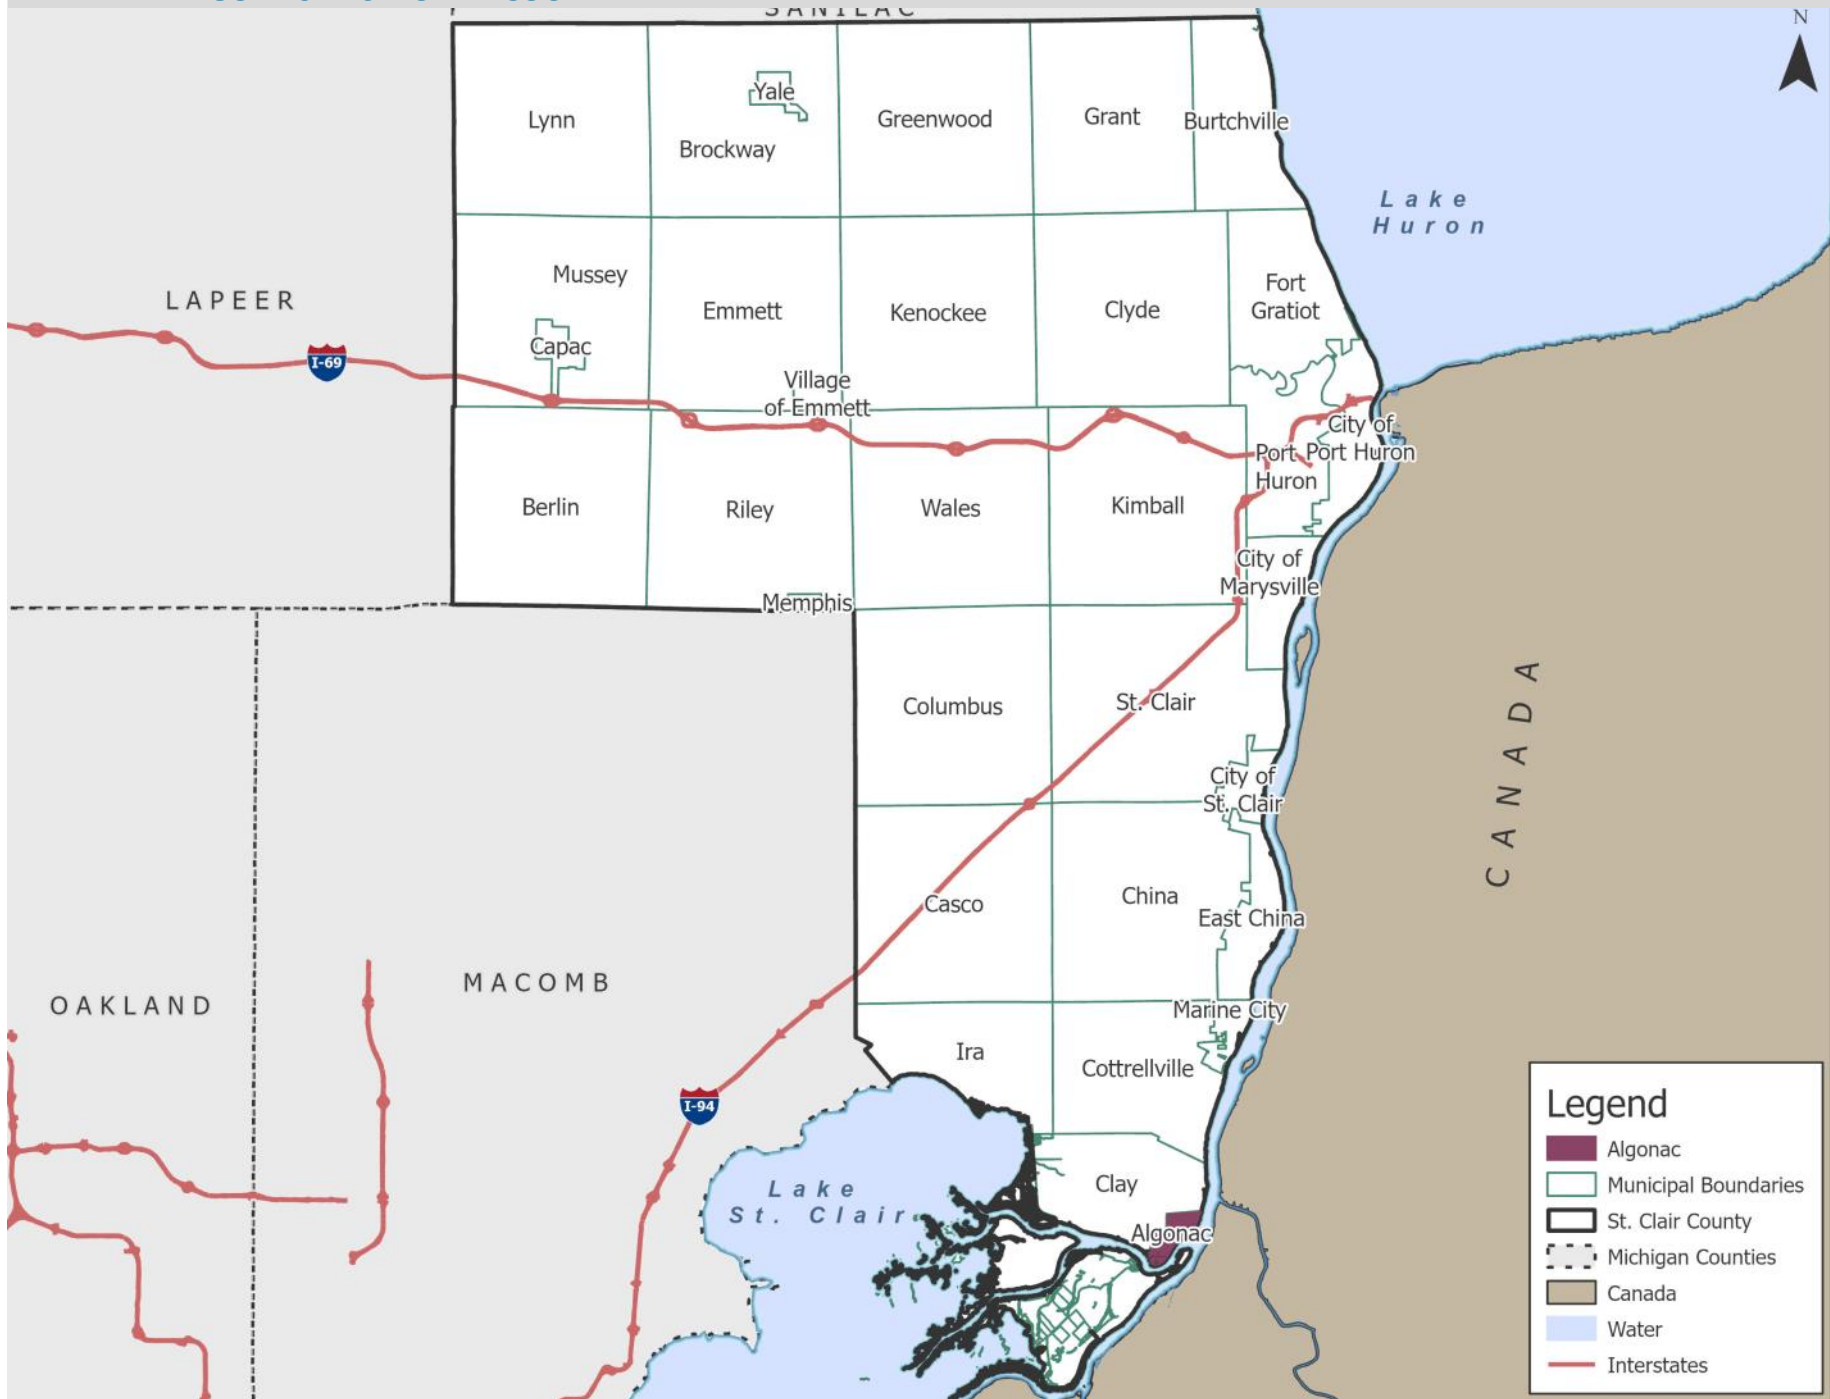 SANILAC
N
Yale
Lynn
Greenwood
Grant
Burtchville
Brockway
Lake
Huron
Mussey
LAPEER
Fort
Gratiot
Emmett
Kenockee
Clyde
Capac
I-69
Village
of Emmett
City of
Port Huron
Port
Huron
Berlin
Riley
Wales
Kimball
City of
Marysville
Memphis
Columbus
St. Clair
City of
St. Clair
CANADA
Casco
China
East China
MACOMB
OAKLAND
Marine City
Ira
Cottrellville
I-94
Lake
St. Clair
Clay
Algonac
Legend
Algonac
Municipal Boundaries
St. Clair County
Michigan Counties
Canada
Water
Interstates